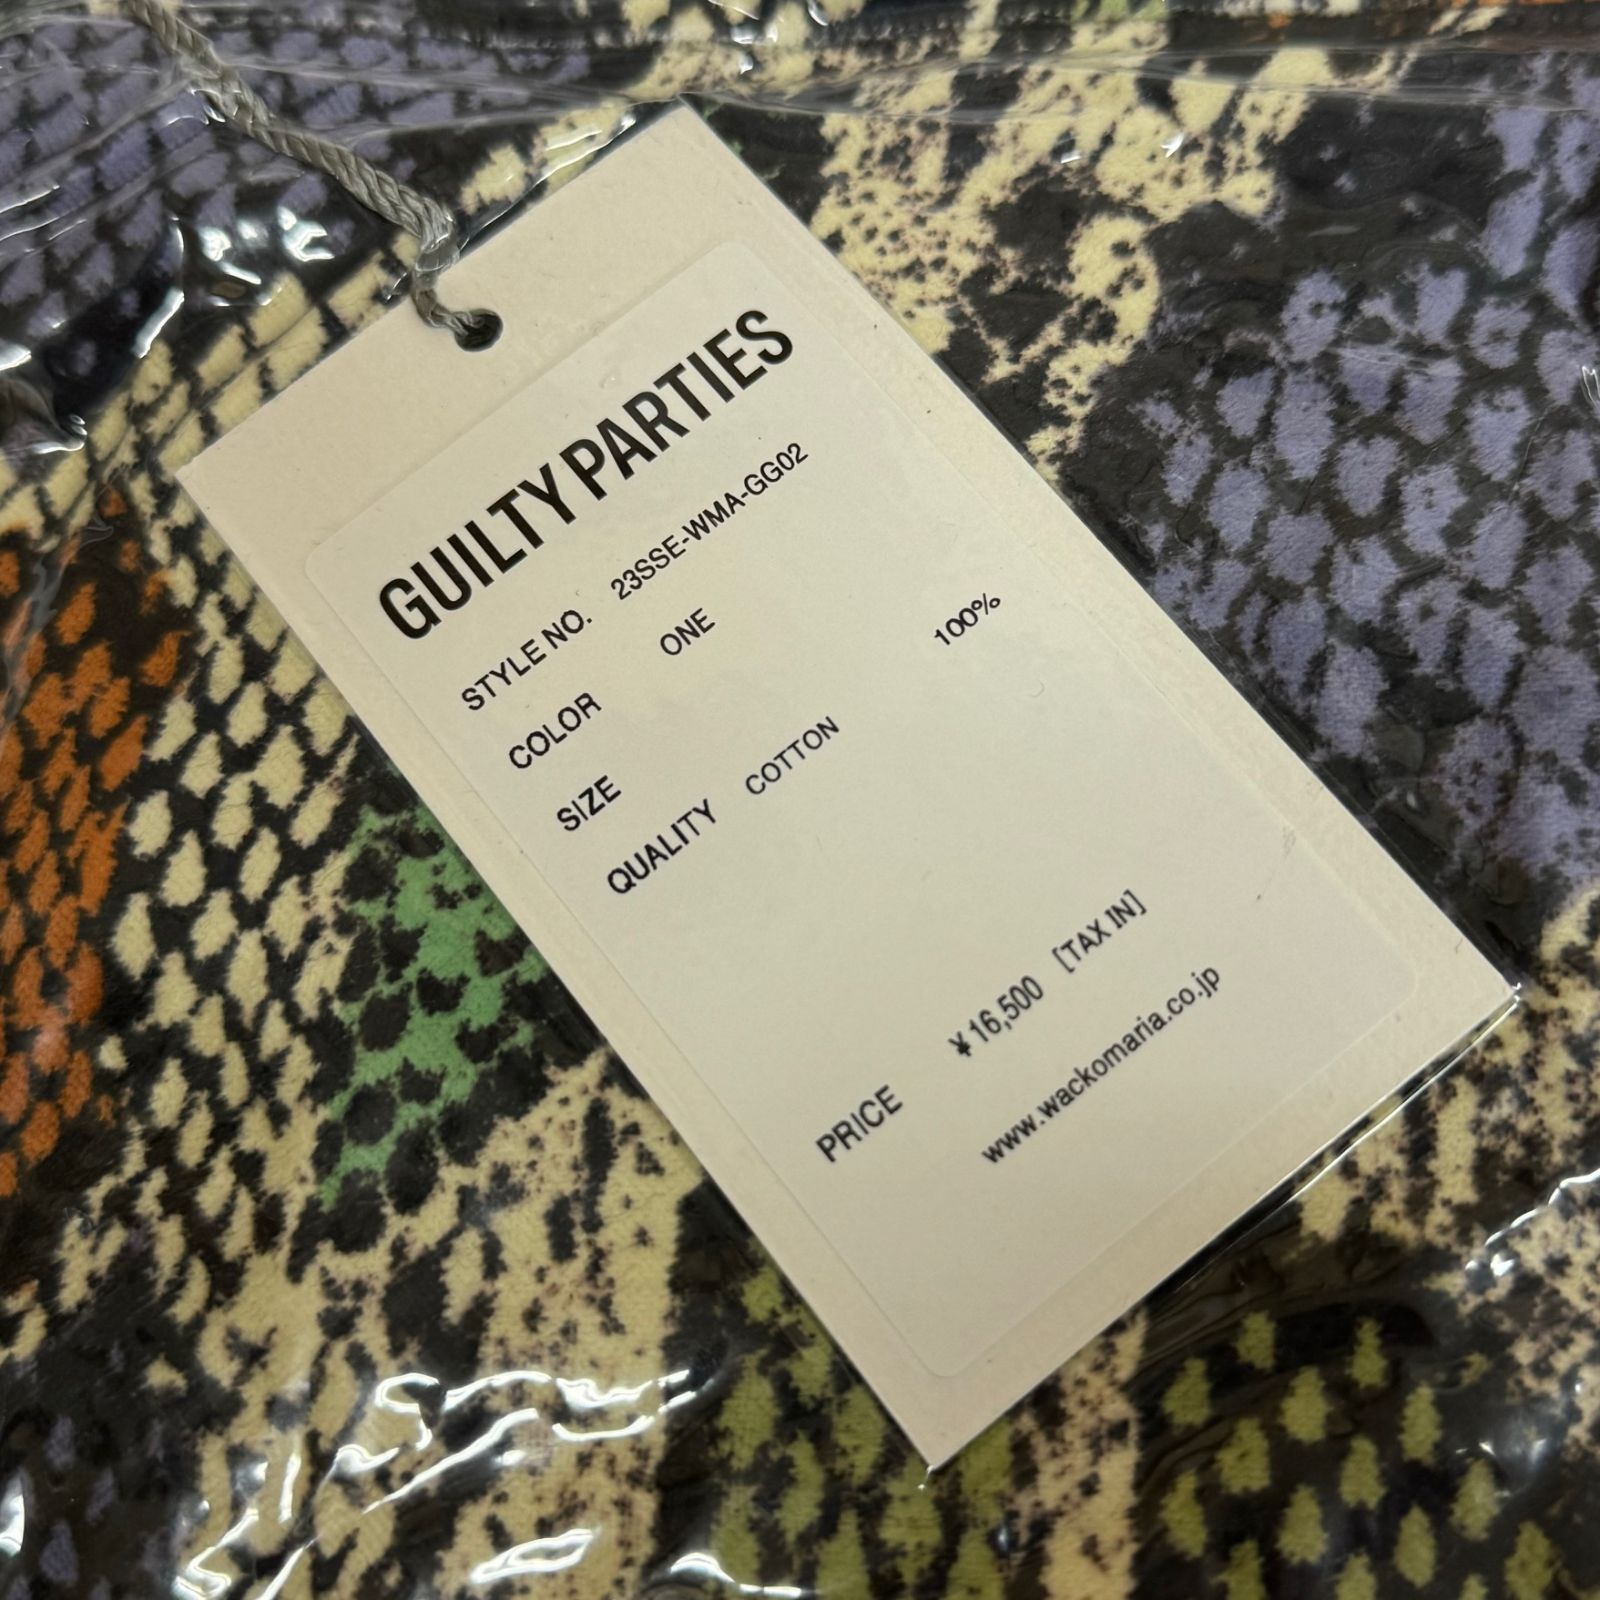 GUILTY PARTIES
STYLE NO. 23SSE-WMA-GG02
COLOR ONE
SIZE
QUALITY COTTON 100%
PRICE ¥16,500 [TAX IN]
www.wackomaria.co.jp